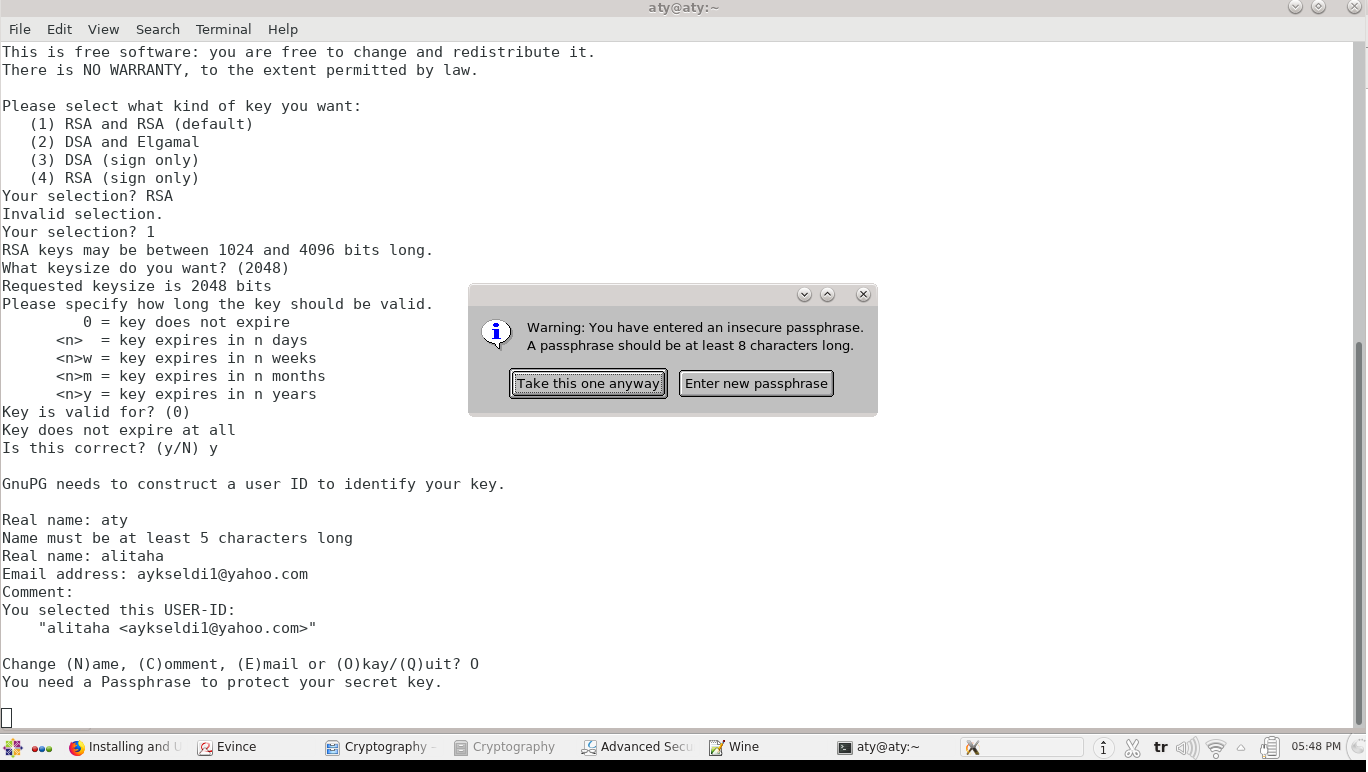 aty@aty:~
File Edit View Search Terminal Help
This is free software: you are free to change and redistribute it.
There is NO WARRANTY, to the extent permitted by law.
Please select what kind of key you want:
(1) RSA and RSA (default)
(2) DSA and Elgamal
(3) DSA (sign only)
(4) RSA (sign only)
Your selection? RSA
Invalid selection.
Your selection? 1
RSA keys may be between 1024 and 4096 bits long.
What keysize do you want? (2048)
Requested keysize is 2048 bits
Please specify how long the key should be valid.
0 = key does not expire
<n>  = key expires in n days
<n>w = key expires in n weeks
<n>m = key expires in n months
<n>y = key expires in n years
Key is valid for? (0)
Key does not expire at all
Is this correct? (y/N) y
GnuPG needs to construct a user ID to identify your key.
Real name: aty
Name must be at least 5 characters long
Real name: alitaha
Email address: aykseldi1@yahoo.com
Comment:
You selected this USER-ID:
"alitaha <aykseldi1@yahoo.com>"
Change (N)ame, (C)omment, (E)mail or (O)kay/(Q)uit? O
You need a Passphrase to protect your secret key.
Warning: You have entered an insecure passphrase.
A passphrase should be at least 8 characters long.
Take this one anyway Enter new passphrase
Installing and U Evince Cryptography - Cryptography Advanced Secu Wine aty@aty:~ tr 05:48 PM